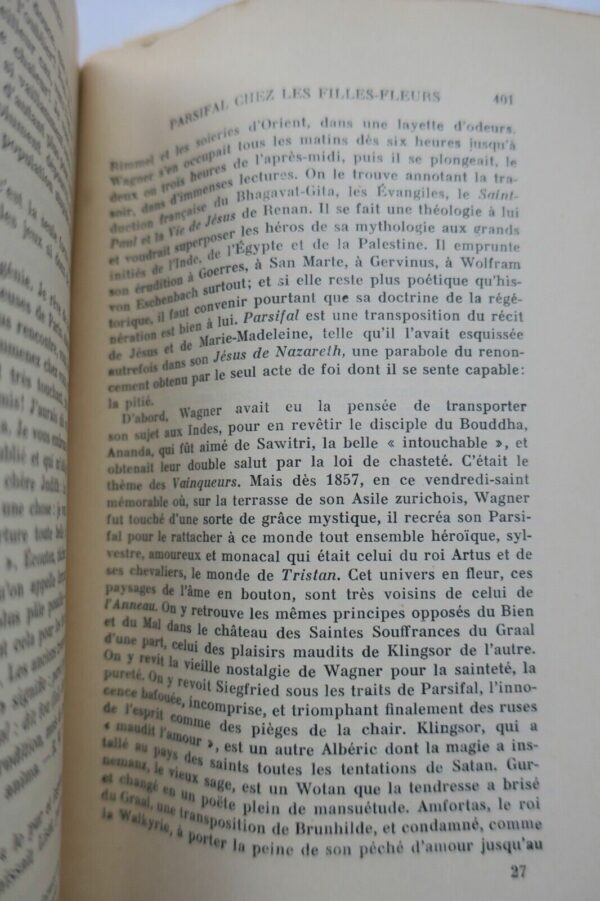 PARSIFAL CHEZ LES FILLES-FLEURS 401
Rimmel et les soieries d'Orient, dans une layette d'odeurs.
Wagner s'en occupait tous les matins dès six heures jusqu'à
deux ou trois heures de l'après-midi, puis il se plongeait, le
soir, dans d'immenses lectures. On le trouve annotant la tra-
duction française du Bhagavat-Gita, les Évangiles, le Saint-
Paul et la Vie de Jésus de Renan. Il se fait une théologie à lui
et voudrait superposer les héros de sa mythologie aux grands
initiés de l'Inde, de l'Égypte et de la Palestine. Il emprunte
son érudition à Goerres, à San Marte, à Gervinus, à Wolfram
von Eschenbach surtout; et si elle reste plus poétique qu'his-
torique, il faut convenir pourtant que sa doctrine de la régé-
nération est bien à lui. Parsifal est une transposition du récit
de Jésus et de Marie-Madeleine, telle qu'il l'avait esquissée
autrefois dans son Jésus de Nazareth, une parabole du renon-
cement obtenu par le seul acte de foi dont il se sente capable:
la pitié.
D'abord, Wagner avait eu la pensée de transporter
son sujet aux Indes, pour en revêtir le disciple du Bouddha,
Ananda, qui fût aimé de Sawitri, la belle « intouchable », et
obtenait leur double salut par la loi de chasteté. C'était le
thème des Vainqueurs. Mais dès 1857, en ce vendredi-saint
mémorable où, sur la terrasse de son Asile zurichois, Wagner
fut touché d'une sorte de grâce mystique, il recréa son Parsi-
fal pour le rattacher à ce monde tout ensemble héroïque, syl-
vestre, amoureux et monacal qui était celui du roi Artus et de
ses chevaliers, le monde de Tristan. Cet univers en fleur, ces
paysages de l'âme en bouton, sont très voisins de celui de
l'Anneau. On y retrouve les mêmes principes opposés du Bien
et du Mal dans le château des Saintes Souffrances du Graal
d'une part, celui des plaisirs maudits de Klingsor de l'autre.
On y revit la vieille nostalgie de Wagner pour la sainteté, la
pureté. On y revoit Siegfried sous les traits de Parsifal, l'inno-
cence bafouée, incomprise, et triomphant finalement des ruses
de l'esprit comme des pièges de la chair. Klingsor, qui a
« maudit l'amour », est un autre Albéric dont la magie a ins-
tallé au pays des saints toutes les tentations de Satan. Gur-
nemanz, le vieux sage, est un Wotan que la tendresse a brisé
et changé en un poëte plein de mansuétude. Amfortas, le roi
du Graal, une transposition de Brunhilde, et condamné, comme
la Walkyrie, à porter la peine de son péché d'amour jusqu'au
27